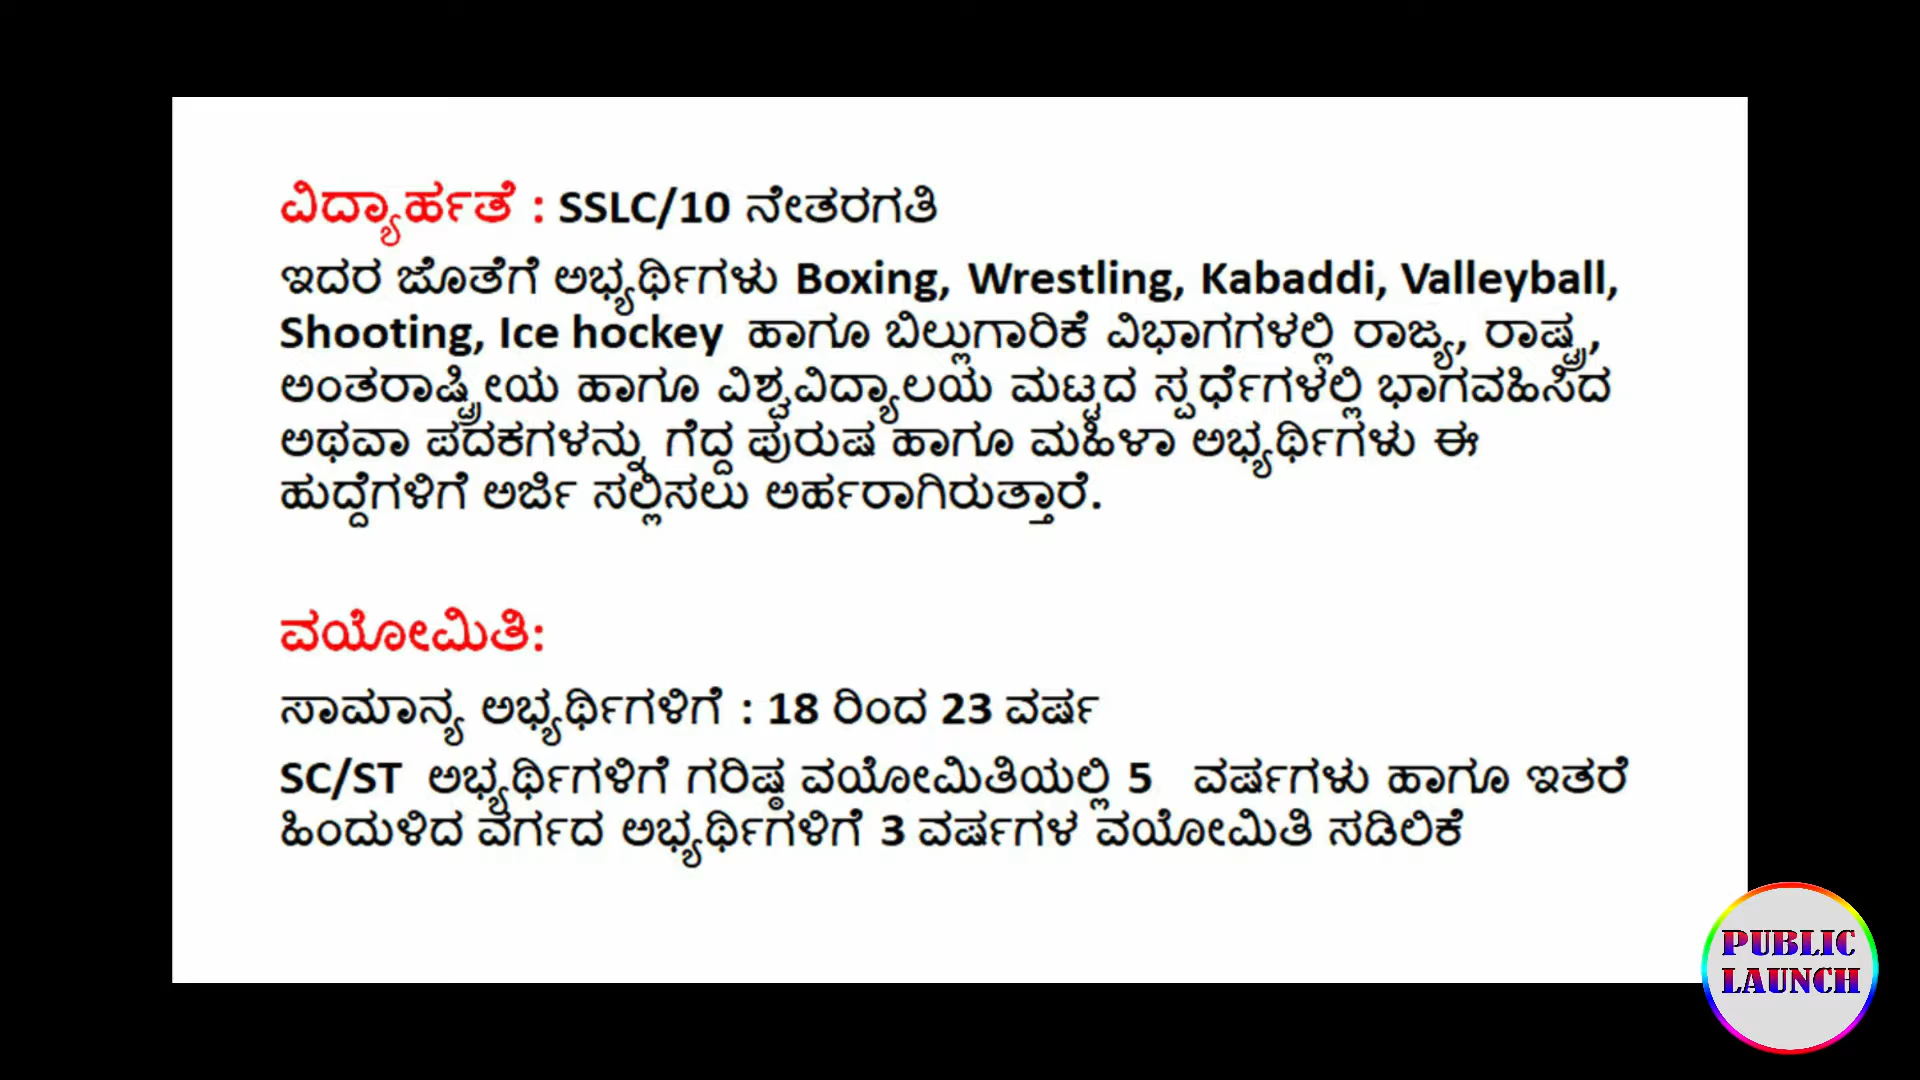 ವಿದ್ಯಾರ್ಹತೆ : SSLC/10 ನೇತರಗತಿ
ಇದರ ಜೊತೆಗೆ ಅಭ್ಯರ್ಥಿಗಳು Boxing, Wrestling, Kabaddi, Valleyball,
Shooting, Ice hockey ಹಾಗೂ ಬಿಲ್ಲುಗಾರಿಕೆ ವಿಭಾಗಗಳಲ್ಲಿ ರಾಜ್ಯ, ರಾಷ್ಟ್ರ,
ಅಂತರಾಷ್ಟ್ರೀಯ ಹಾಗೂ ವಿಶ್ವವಿದ್ಯಾಲಯ ಮಟ್ಟದ ಸ್ಪರ್ಧೆಗಳಲ್ಲಿ ಭಾಗವಹಿಸಿದ
ಅಥವಾ ಪದಕಗಳನ್ನು ಗೆದ್ದ ಪುರುಷ ಹಾಗೂ ಮಹಿಳಾ ಅಭ್ಯರ್ಥಿಗಳು ಈ
ಹುದ್ದೆಗಳಿಗೆ ಅರ್ಜಿ ಸಲ್ಲಿಸಲು ಅರ್ಹರಾಗಿರುತ್ತಾರೆ.
ವಯೋಮಿತಿ:
ಸಾಮಾನ್ಯ ಅಭ್ಯರ್ಥಿಗಳಿಗೆ : 18 ರಿಂದ 23 ವರ್ಷ
SC/ST ಅಭ್ಯರ್ಥಿಗಳಿಗೆ ಗರಿಷ್ಠ ವಯೋಮಿತಿಯಲ್ಲಿ 5 ವರ್ಷಗಳು ಹಾಗೂ ಇತರೆ
ಹಿಂದುಳಿದ ವರ್ಗದ ಅಭ್ಯರ್ಥಿಗಳಿಗೆ 3 ವರ್ಷಗಳ ವಯೋಮಿತಿ ಸಡಿಲಿಕೆ
PUBLIC
LAUNCH